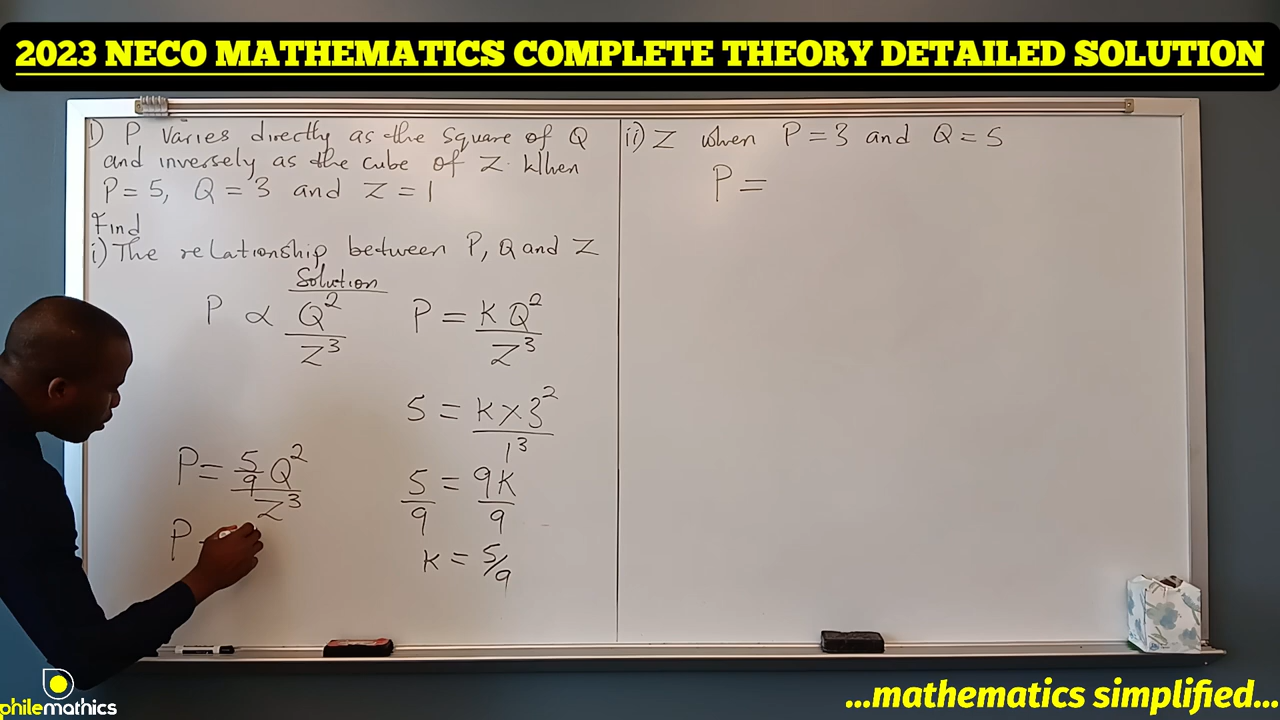 2023 NECO MATHEMATICS COMPLETE THEORY DETAILED SOLUTION
1) P varies directly as the square of Q
and inversely as the cube of Z. When
P = 5, Q = 3 and Z = 1
Find
i) The relationship between P, Q and Z
Solution
P ∝ Q²/Z³
P = KQ²/Z³
5 = K × 3²/1³
5/9 = 9K/9
K = 5/9
P = 5/9 Q²/Z³
P =
ii) Z when P = 3 and Q = 5
P =
philemathics
...mathematics simplified...